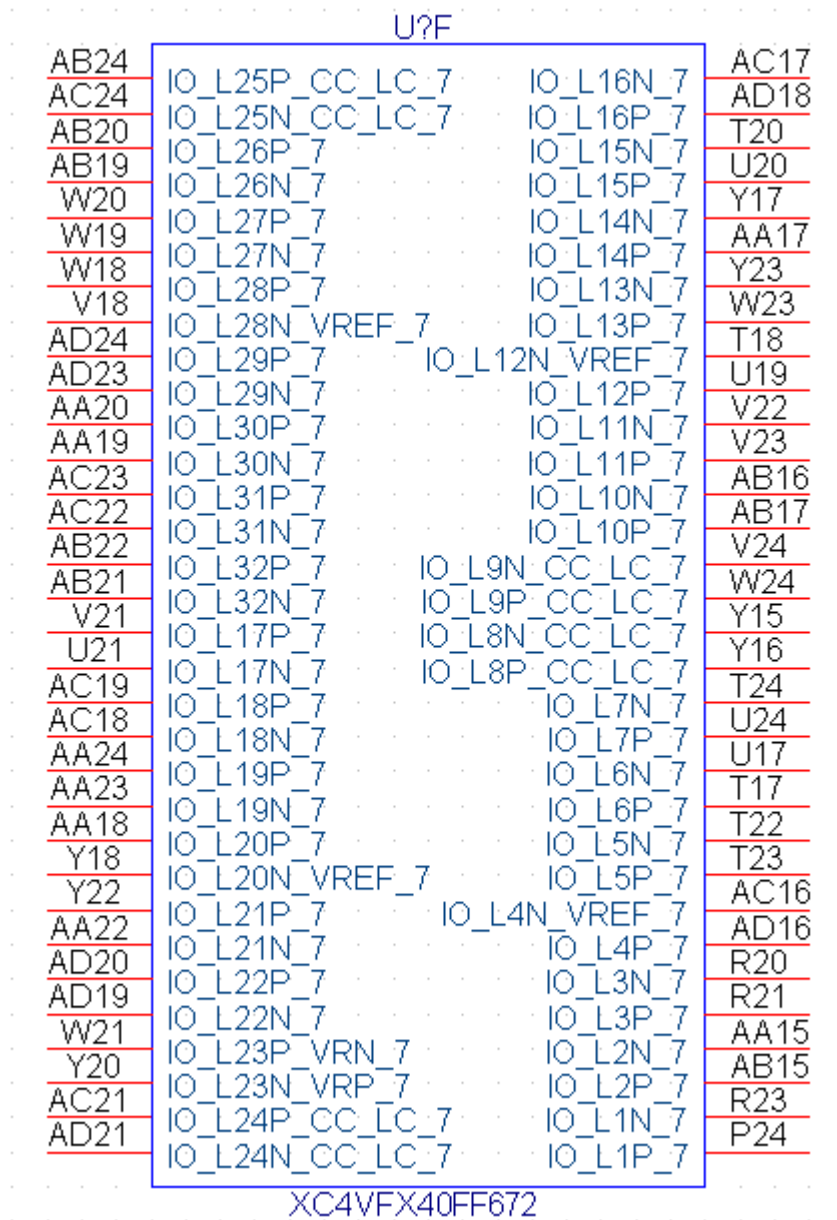 U?F
AB24 IO_L25P_CC_LC_7 IO_L16N_7 AC17
AC24 IO_L25N_CC_LC_7 IO_L16P_7 AD18
AB20 IO_L26P_7 IO_L15N_7 T20
AB19 IO_L26N_7 IO_L15P_7 U20
W20 IO_L27P_7 IO_L14N_7 Y17
W19 IO_L27N_7 IO_L14P_7 AA17
W18 IO_L28P_7 IO_L13N_7 Y23
V18 IO_L28N_VREF_7 IO_L13P_7 W23
AD24 IO_L29P_7 IO_L12N_VREF_7 T18
AD23 IO_L29N_7 IO_L12P_7 U19
AA20 IO_L30P_7 IO_L11N_7 V22
AA19 IO_L30N_7 IO_L11P_7 V23
AC23 IO_L31P_7 IO_L10N_7 AB16
AC22 IO_L31N_7 IO_L10P_7 AB17
AB22 IO_L32P_7 IO_L9N_CC_LC_7 V24
AB21 IO_L32N_7 IO_L9P_CC_LC_7 W24
V21 IO_L17P_7 IO_L8N_CC_LC_7 Y15
U21 IO_L17N_7 IO_L8P_CC_LC_7 Y16
AC19 IO_L18P_7 IO_L7N_7 T24
AC18 IO_L18N_7 IO_L7P_7 U24
AA24 IO_L19P_7 IO_L6N_7 U17
AA23 IO_L19N_7 IO_L6P_7 T17
AA18 IO_L20P_7 IO_L5N_7 T22
Y18 IO_L20N_VREF_7 IO_L5P_7 T23
Y22 IO_L21P_7 IO_L4N_VREF_7 AC16
AA22 IO_L21N_7 IO_L4P_7 AD16
AD20 IO_L22P_7 IO_L3N_7 R20
AD19 IO_L22N_7 IO_L3P_7 R21
W21 IO_L23P_VRN_7 IO_L2N_7 AA15
Y20 IO_L23N_VRP_7 IO_L2P_7 AB15
AC21 IO_L24P_CC_LC_7 IO_L1N_7 R23
AD21 IO_L24N_CC_LC_7 IO_L1P_7 P24
XC4VFX40FF672